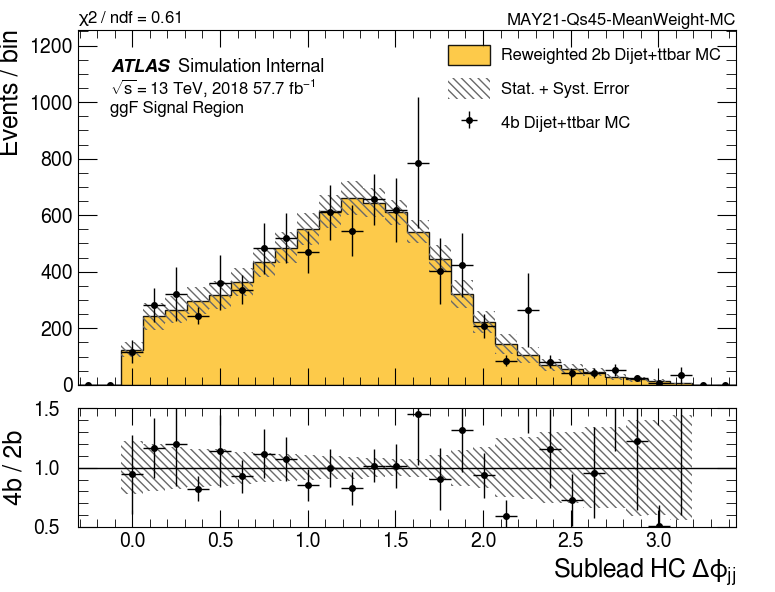 χ2 / ndf = 0.61
MAY21-Qs45-MeanWeight-MC
Events / bin
1200
1000
800
600
400
200
0
ATLAS Simulation Internal
√s = 13 TeV, 2018 57.7 fb⁻¹
ggF Signal Region
Reweighted 2b Dijet+ttbar MC
Stat. + Syst. Error
4b Dijet+ttbar MC
4b / 2b
1.5
1.0
0.5
0.0 0.5 1.0 1.5 2.0 2.5 3.0
Sublead HC Δϕjj